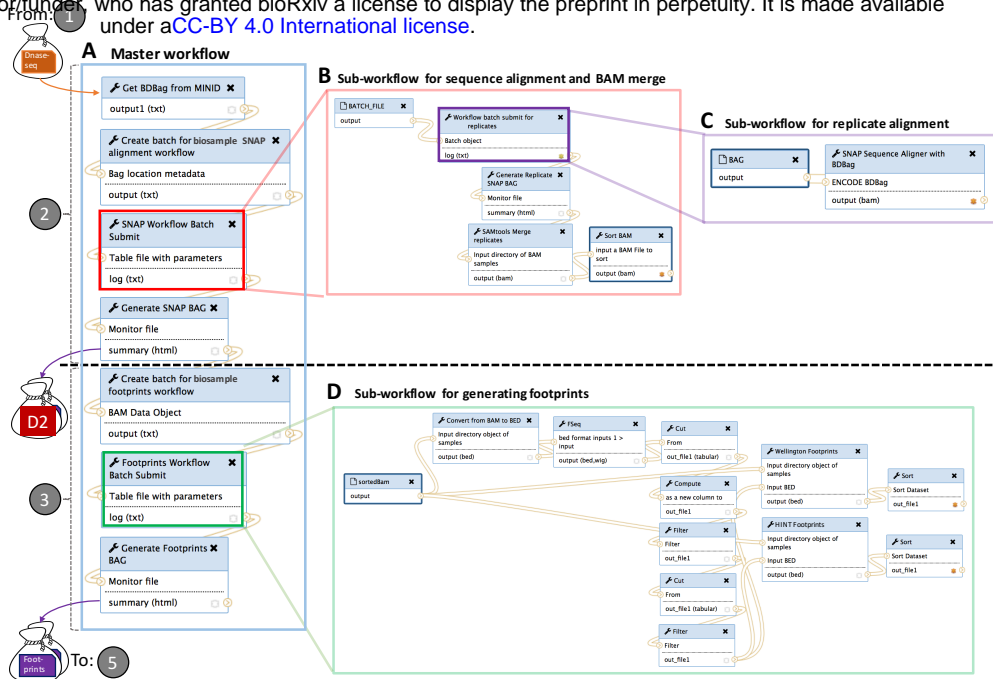 or/funder, who has granted bioRxiv a license to display the preprint in perpetuity. It is made available
under aCC-BY 4.0 International license.
From: 1
Dnase-
seq
A Master workflow
Get BDBag from MINID
output1 (txt)
Create batch for biosample SNAP
alignment workflow
Bag location metadata
output (txt)
2
SNAP Workflow Batch
Submit
Table file with parameters
log (txt)
Generate SNAP BAG
Monitor file
summary (html)
D2
Create batch for biosample
footprints workflow
BAM Data Object
output (txt)
3
Footprints Workflow
Batch Submit
Table file with parameters
log (txt)
Generate Footprints
BAG
Monitor file
summary (html)
Foot-
prints
To: 5
B Sub-workflow for sequence alignment and BAM merge
BATCH_FILE
output
Workflow batch submit for
replicates
Batch object
log (txt)
Generate Replicate
SNAP BAG
Monitor file
summary (html)
SAMtools Merge
replicates
Input directory of BAM
samples
output (bam)
Sort BAM
input a BAM File to
sort
output (bam)
C Sub-workflow for replicate alignment
BAG
output
SNAP Sequence Aligner with
BDBag
ENCODE BDBag
output (bam)
D Sub-workflow for generating footprints
sortedBam
output
Convert from BAM to BED
Input directory object of
samples
output (bed)
FSeq
bed format inputs 1 >
input
output (bed,wig)
Cut
From
out_file1 (tabular)
Compute
as a new column to
out_file1
Filter
Filter
out_file1
Cut
From
out_file1 (tabular)
Filter
Filter
out_file1
Wellington Footprints
Input directory object of
samples
Input BED
output (bed)
HINT Footprints
Input directory object of
samples
Input BED
output (bed)
Sort
Sort Dataset
out_file1
Sort
Sort Dataset
out_file1